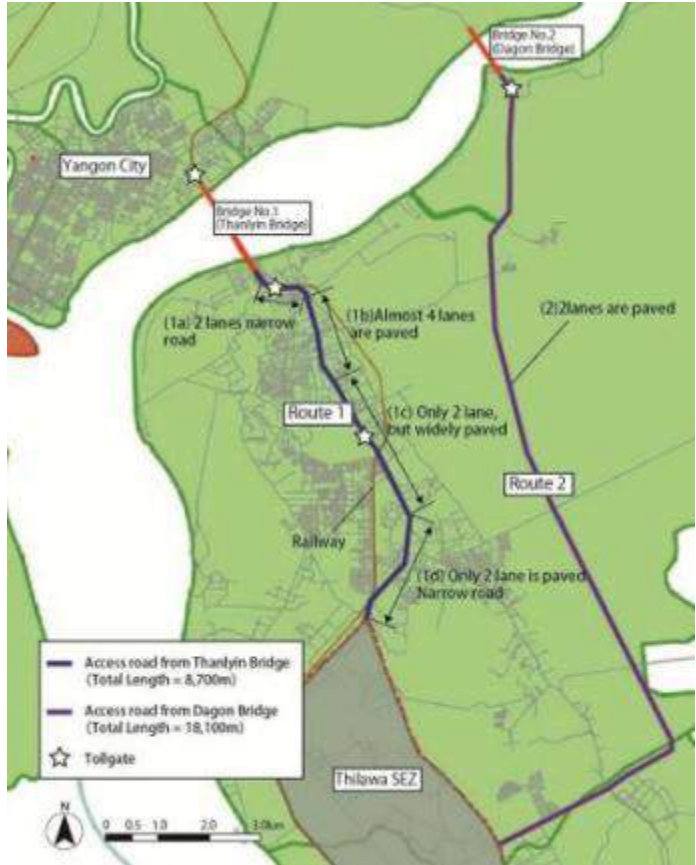 Bridge No.2
(Dagon Bridge)
Yangon City
Bridge No.1
(Thanlyin Bridge)
(1a) 2 lanes narrow
road
(1b)Almost 4 lanes
are paved
(2)2lanes are paved
(1c) Only 2 lane,
but widely paved
Route 1
Route 2
Railway
(1d) Only 2 lane is paved
Narrow road
Access road from Thanlyin Bridge
(Total Length = 8,700m)
Access road from Dagon Bridge
(Total Length = 18,100m)
Tollgate
Thilawa SEZ
N
0 0.5 1.0 2.0 3.0km